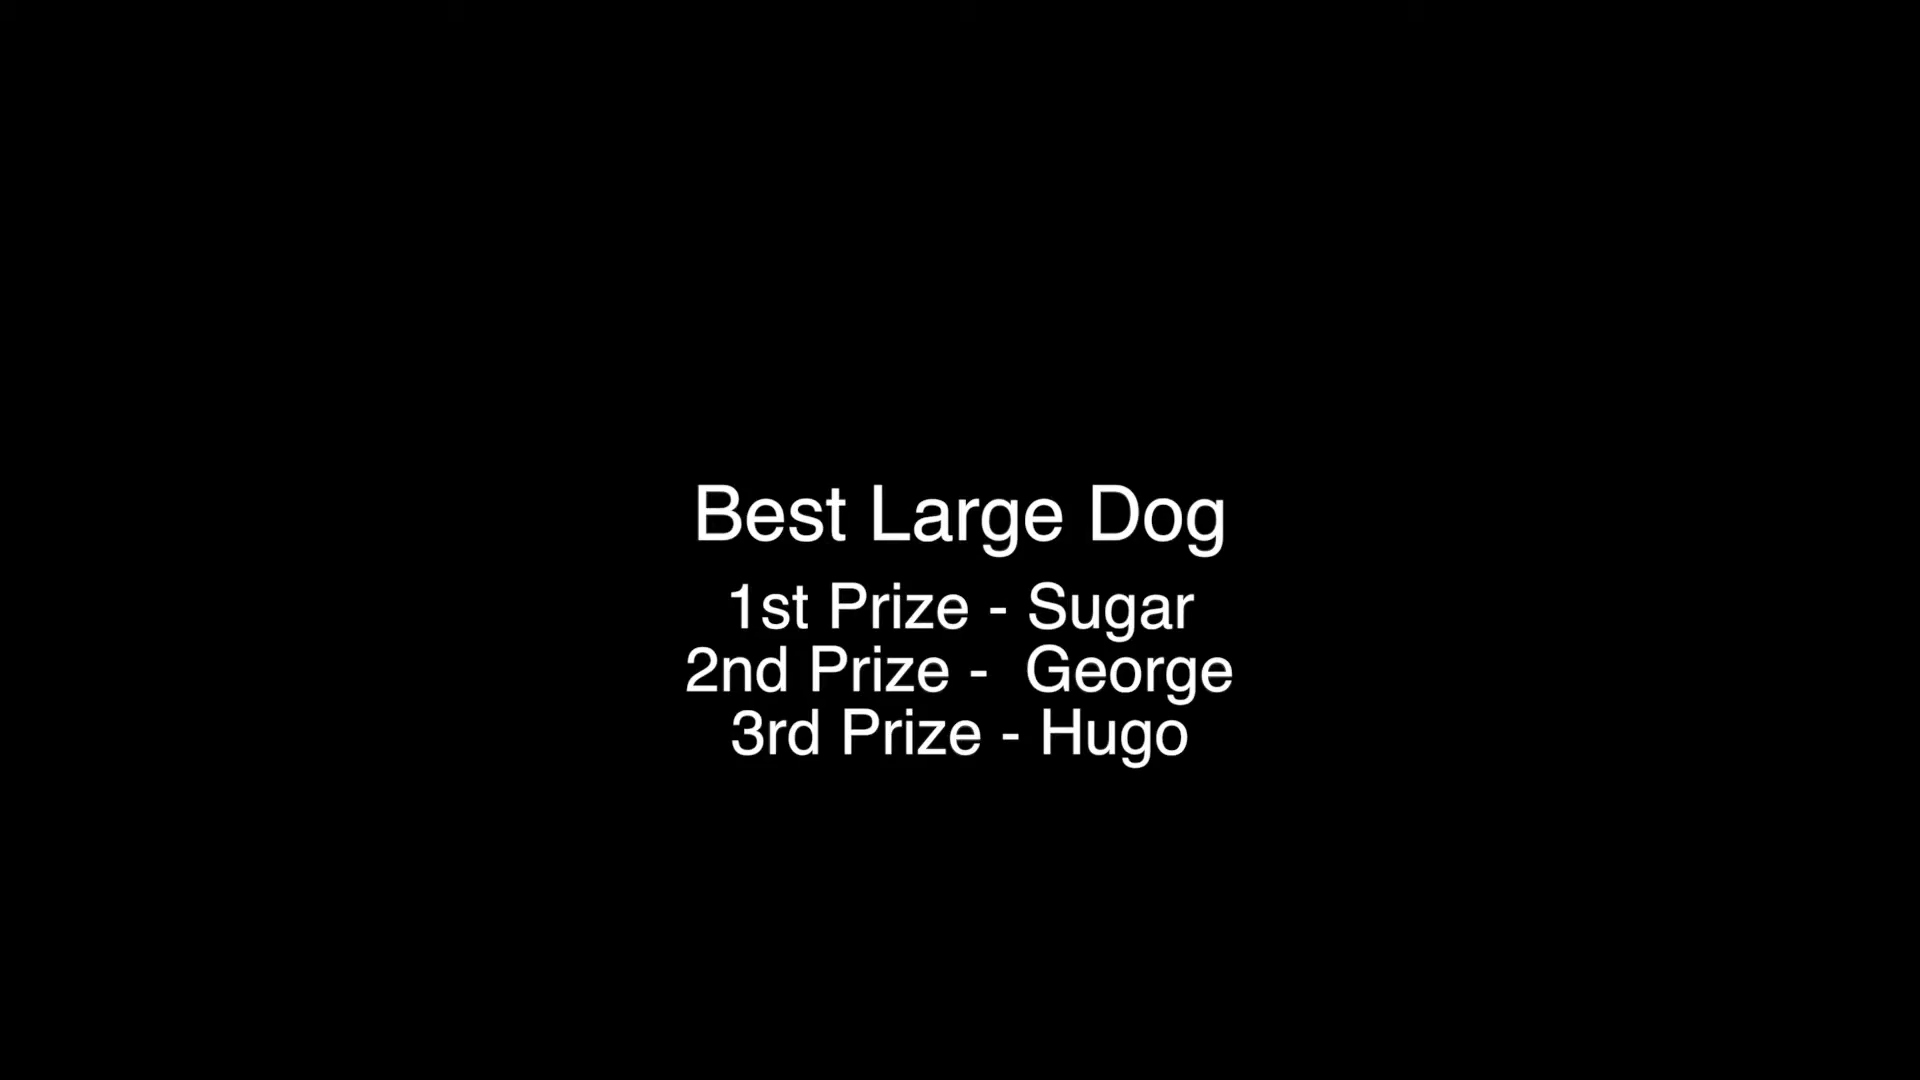 Best Large Dog
1st Prize - Sugar
2nd Prize -  George
3rd Prize - Hugo